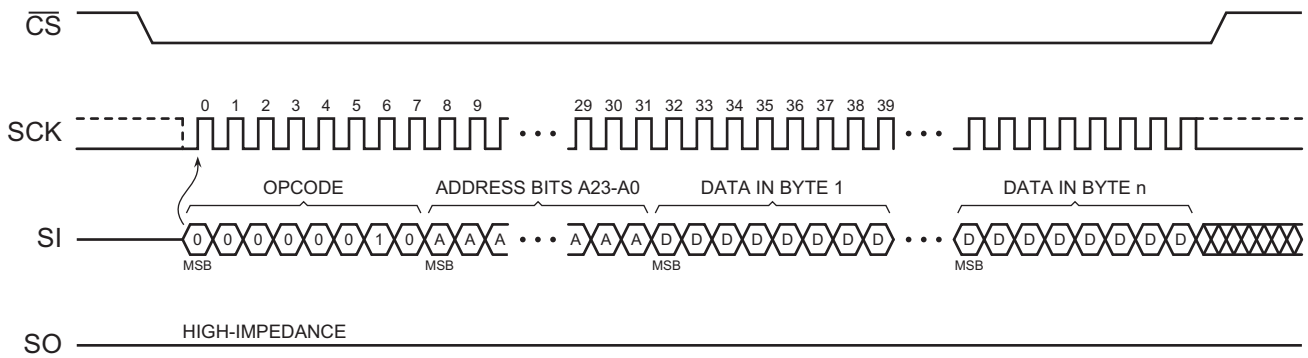 CS
0 1 2 3 4 5 6 7 8 9 29 30 31 32 33 34 35 36 37 38 39
SCK
OPCODE ADDRESS BITS A23-A0 DATA IN BYTE 1 DATA IN BYTE n
SI 0 0 0 0 0 0 1 0 A A A A A A D D D D D D D D D D D D D D D D
MSB MSB MSB MSB
HIGH-IMPEDANCE
SO